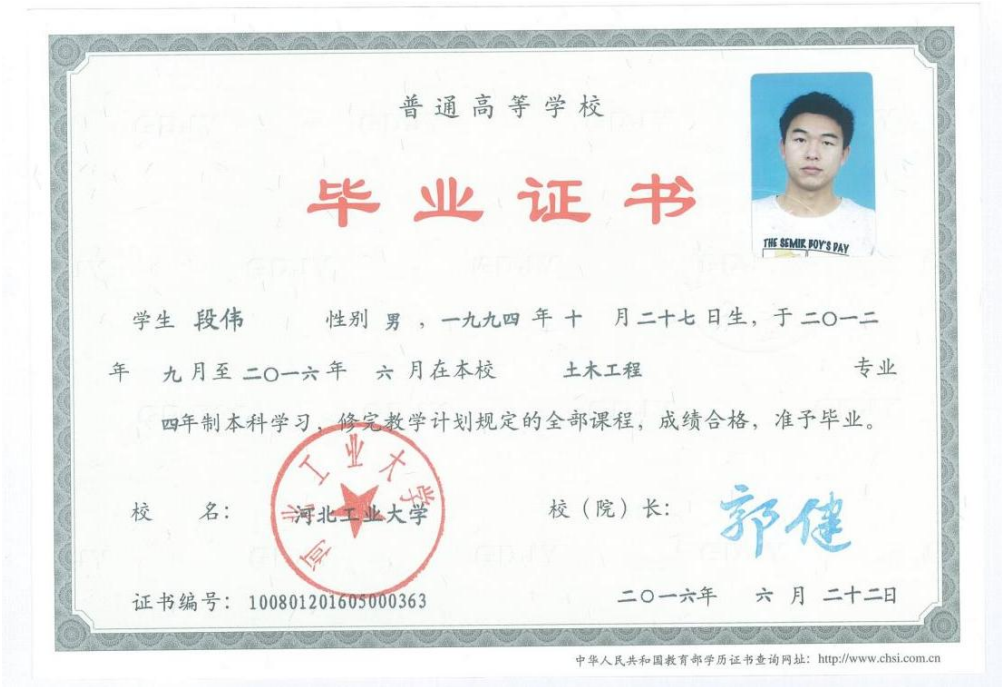 普通高等学校
毕业证书
THE SEMIR BOY'S DAY
学生 段伟 性别 男 ，一九九四 年 十 月 二十七 日生，于 二〇一二
年 九 月至 二〇一六 年 六 月在本校 土木工程 专业
四年制本科学习，修完教学计划规定的全部课程，成绩合格，准予毕业。
河北工业大学
校 名： 河北工业大学 校（院）长： 郭健
证书编号： 100801201605000363 二〇一六年 六 月 二十二日
中华人民共和国教育部学历证书查询网址： http://www.chsi.com.cn